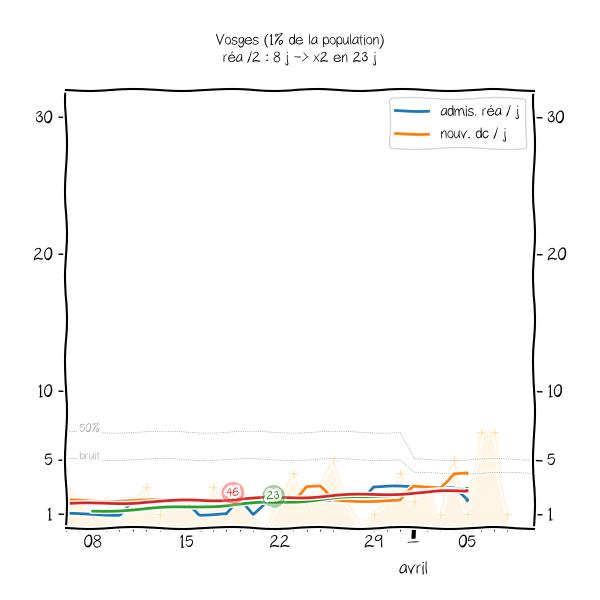 Vosges (1% de la population)
réa /2 : 8 j -> x2 en 23 j
admis. réa / j
nouv. dc / j
30 30
20 20
10 10
50%
bruit
5 5
46 23
1 1
08 15 22 29 1 05
avril